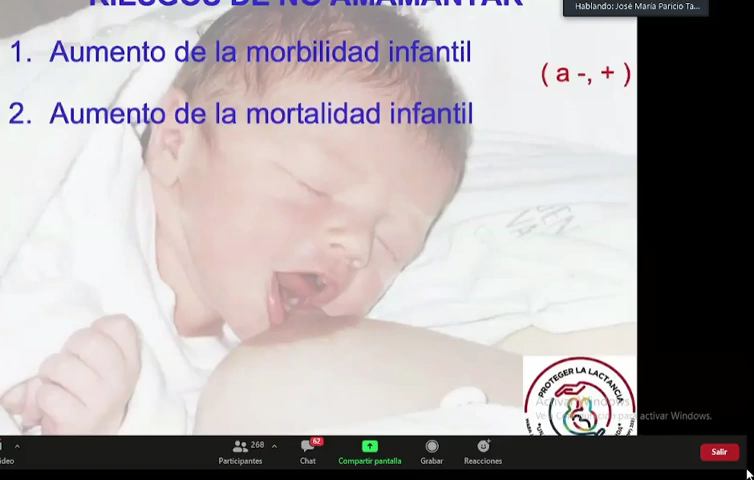 RIESGOS DE NO AMAMANTAR
Hablando: José María Paricio Ta...
1. Aumento de la morbilidad infantil
( a -, + )
2. Aumento de la mortalidad infantil
PROTEGER LA LACTANCIA
activar Windows.
268
62
deo
Participantes
Chat
Compartir pantalla
Grabar
Reacciones
Salir